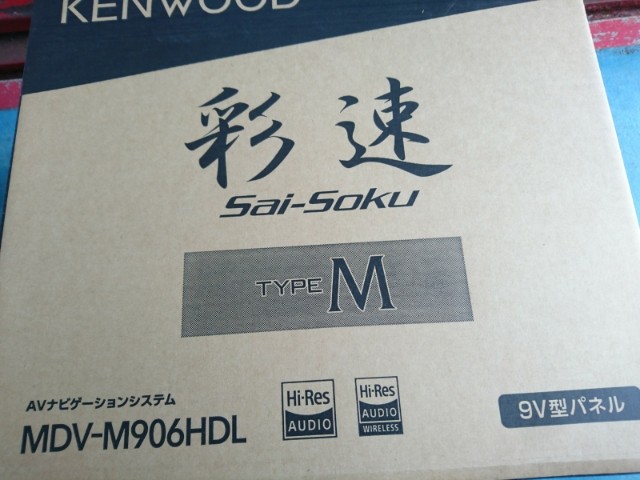 KENWOOD
彩速
Sai-Soku
TYPE M
AVナビゲーションシステム
MDV-M906HDL
Hi-Res
AUDIO
Hi-Res
AUDIO
WIRELESS
9V型パネル